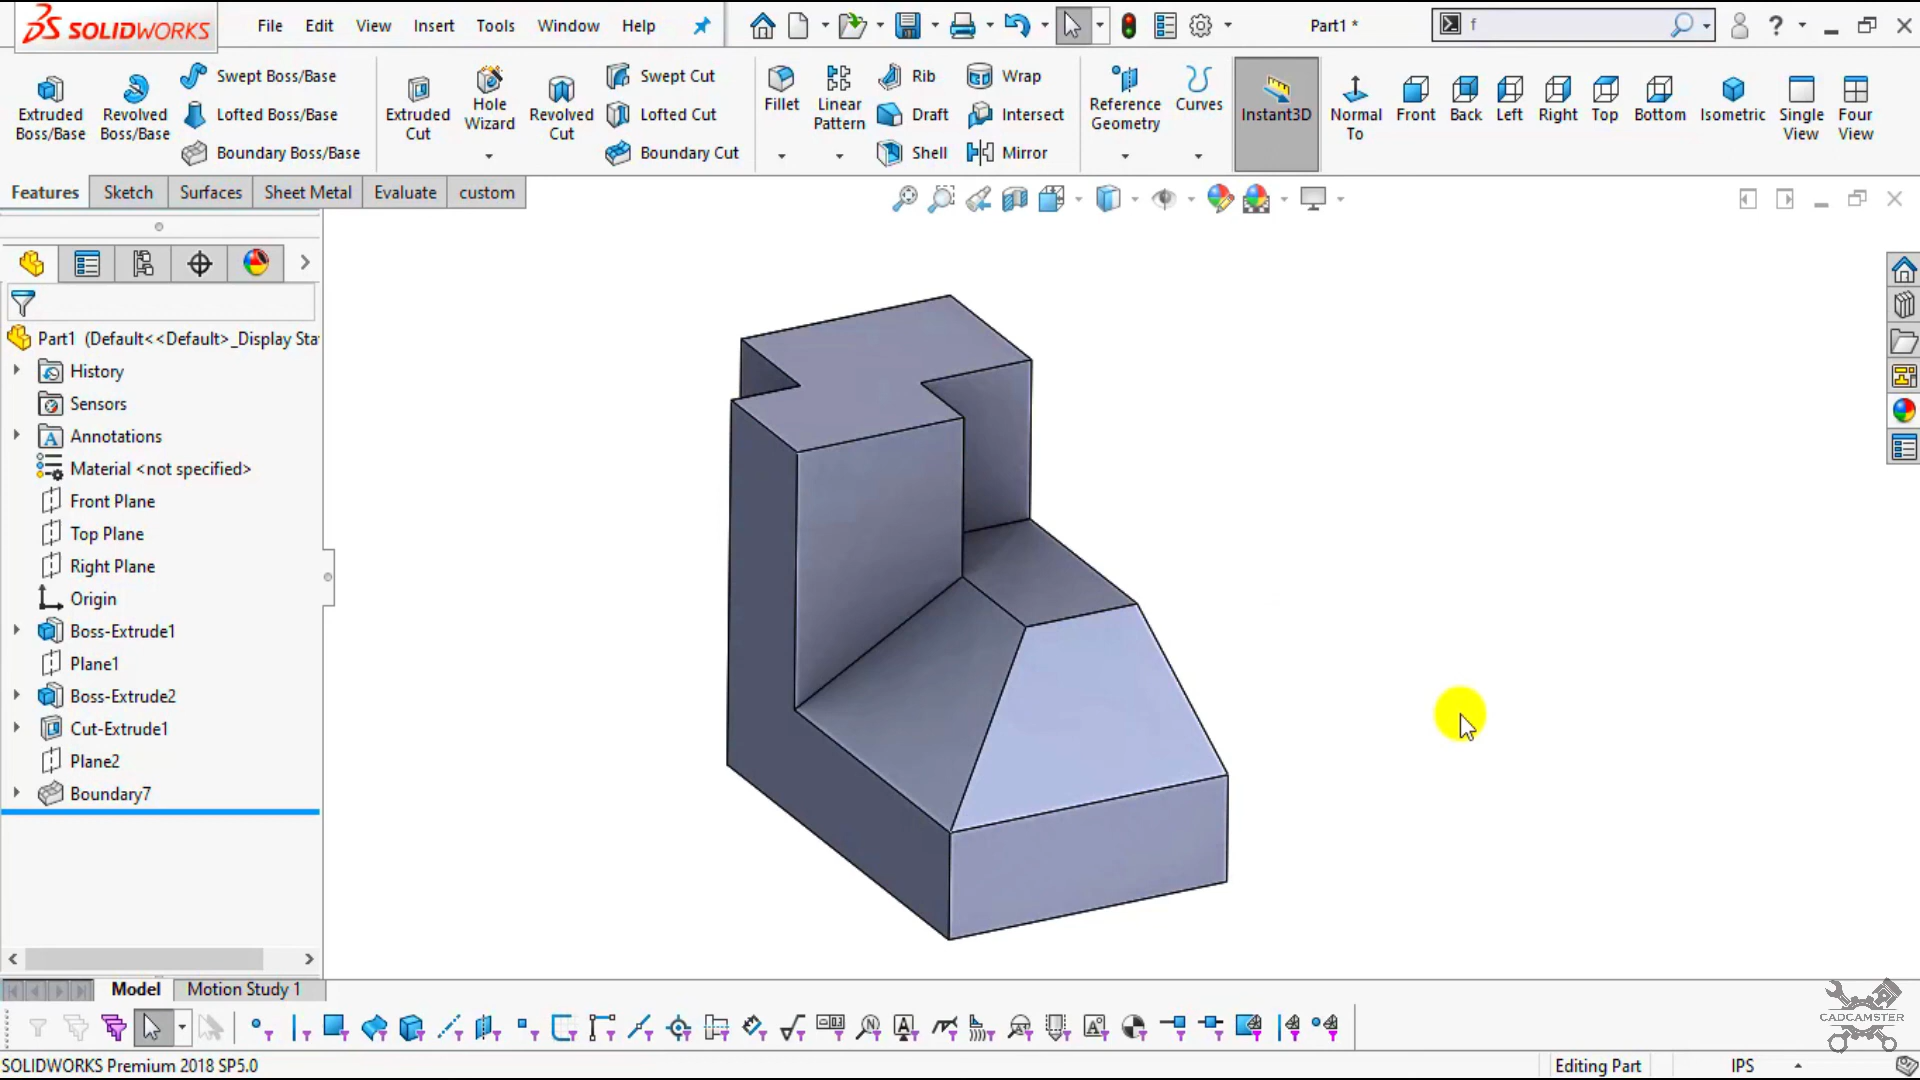 SOLIDWORKS
File Edit View Insert Tools Window Help
Part1 *
f
Extruded Boss/Base
Revolved Boss/Base
Swept Boss/Base
Lofted Boss/Base
Boundary Boss/Base
Extruded Cut
Hole Wizard
Revolved Cut
Swept Cut
Lofted Cut
Boundary Cut
Fillet
Linear Pattern
Rib
Draft
Shell
Wrap
Intersect
Mirror
Reference Geometry
Curves
Instant3D
Normal To
Front
Back
Left
Right
Top
Bottom
Isometric
Single View
Four View
Features Sketch Surfaces Sheet Metal Evaluate custom
Part1 (Default<<Default>_Display Sta
History
Sensors
Annotations
Material <not specified>
Front Plane
Top Plane
Right Plane
Origin
Boss-Extrude1
Plane1
Boss-Extrude2
Cut-Extrude1
Plane2
Boundary7
Model Motion Study 1
CADCAMSTER
SOLIDWORKS Premium 2018 SP5.0
Editing Part
IPS